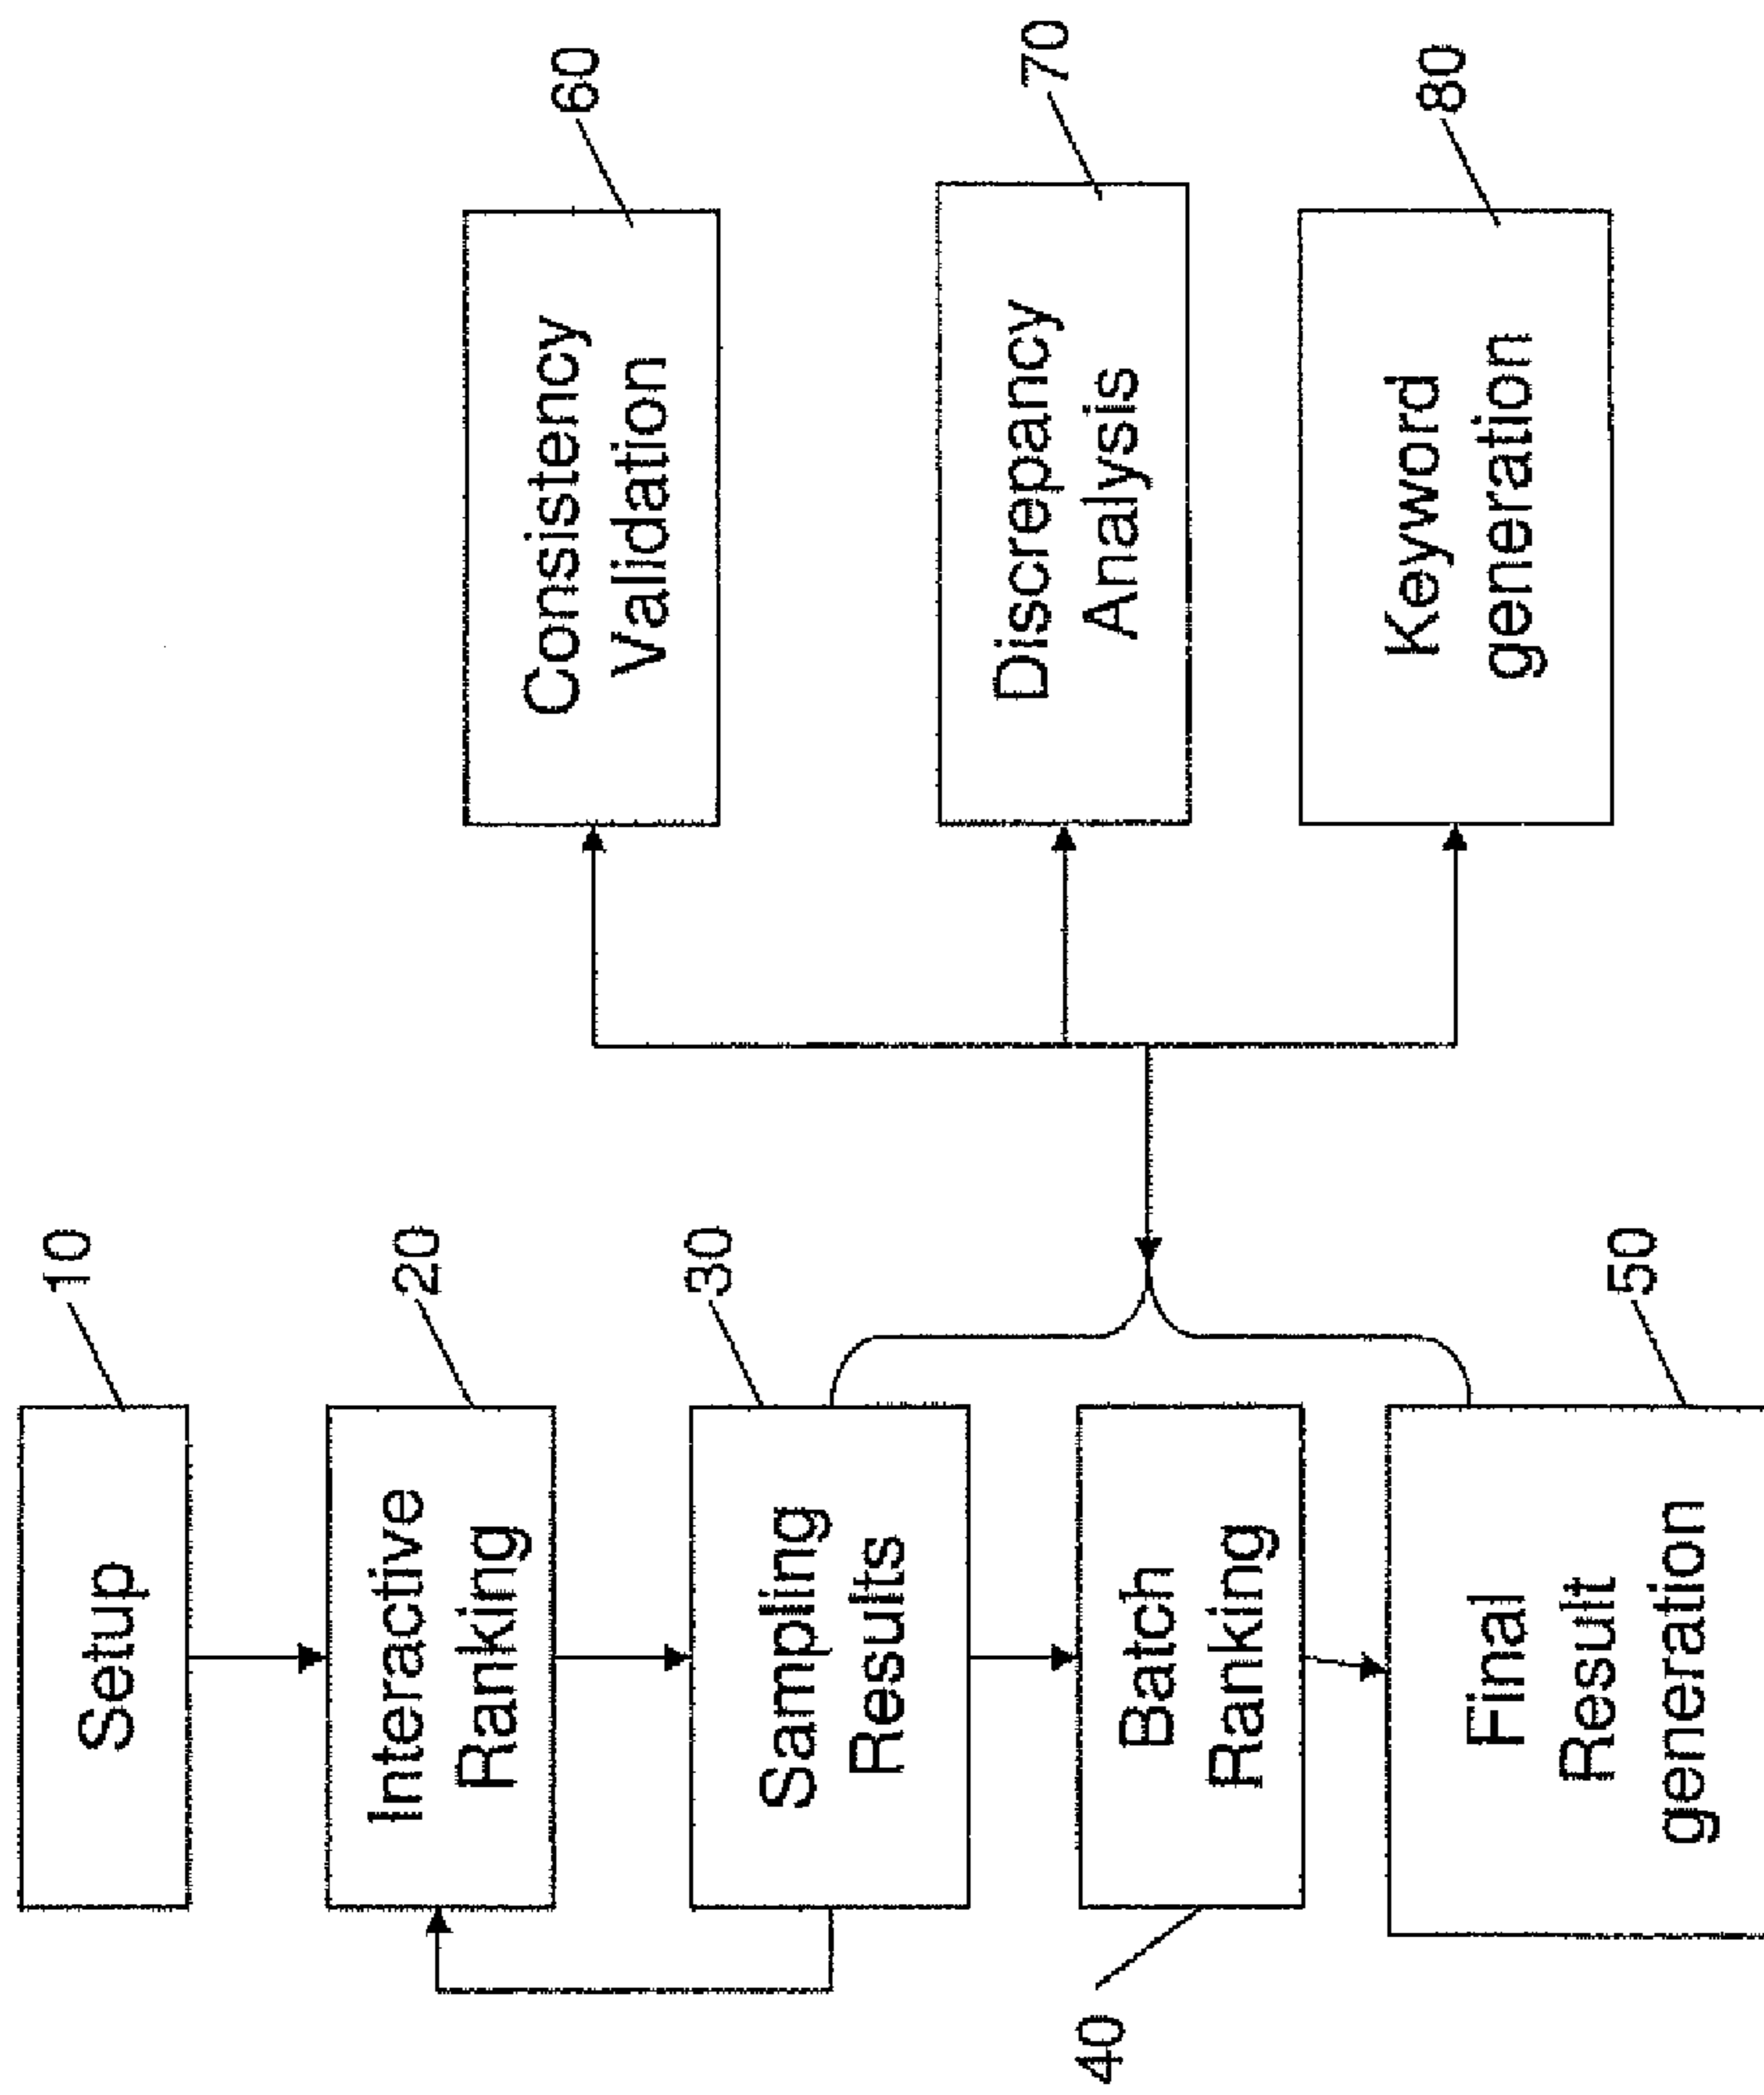 10
Setup
20
Interactive
Ranking
30
Sampling
Results
40
Batch
Ranking
50
Final
Result
generation
60
Consistency
Validation
70
Discrepancy
Analysis
80
Keyword
generation